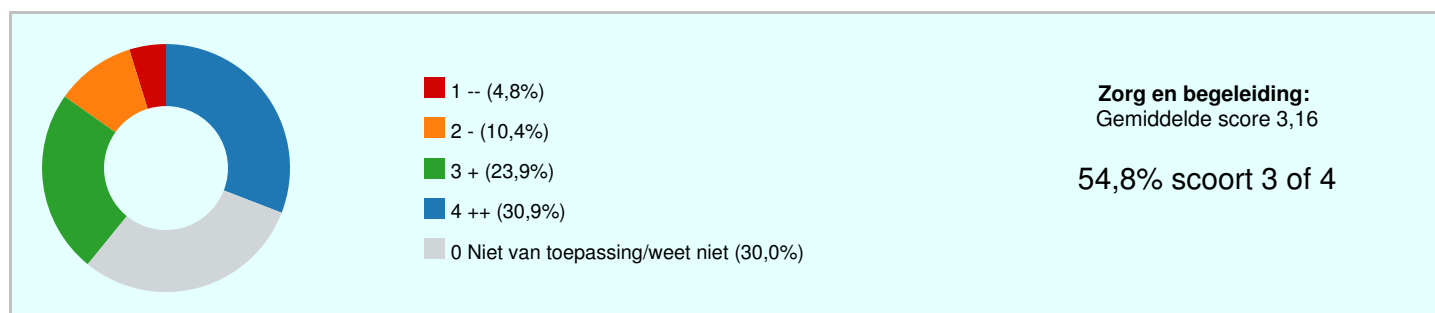 1 -- (4,8%)
2 - (10,4%)
3 + (23,9%)
4 ++ (30,9%)
0 Niet van toepassing/weet niet (30,0%)
Zorg en begeleiding:
Gemiddelde score 3,16
54,8% scoort 3 of 4